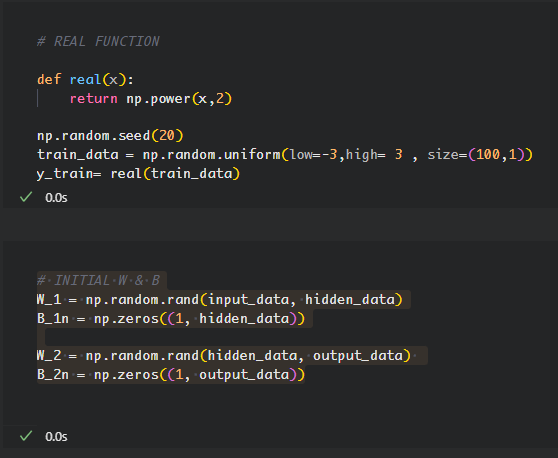 # REAL FUNCTION
def real(x):
    return np.power(x,2)
np.random.seed(20)
train_data = np.random.uniform(low=-3,high= 3 , size=(100,1))
y_train= real(train_data)
0.0s
# INITIAL W & B
W_1 = np.random.rand(input_data, hidden_data)
B_1n = np.zeros((1, hidden_data))
W_2 = np.random.rand(hidden_data, output_data)
B_2n = np.zeros((1, output_data))
0.0s